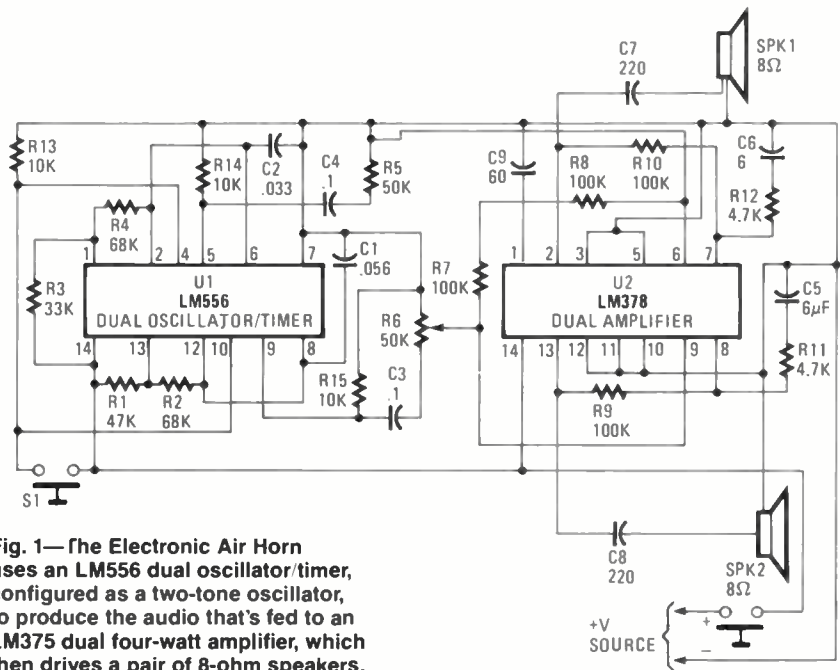 C7
220
SPK1
8Ω
R13
10K
R14
10K
C2
.033
C4
.1
R5
50K
C9
60
R8
100K
R10
100K
C6
6
R12
4.7K
R4
68K
1
2
4
5
6
7
C1
.056
R3
33K
U1
LM556
DUAL OSCILLATOR/TIMER
R7
100K
1
2
3
5
6
7
U2
LM378
DUAL AMPLIFIER
C5
6µF
R6
50K
R11
4.7K
14
13
12
10
9
8
14
13
12
11
10
9
8
R1
47K
R2
68K
R15
10K
C3
.1
R9
100K
S1
C8
220
SPK2
8Ω
+V
SOURCE
+
−
ig. 1—The Electronic Air Horn
uses an LM556 dual oscillator/timer,
onfigured as a two-tone oscillator,
o produce the audio that's fed to an
LM375 dual four-watt amplifier, which
hen drives a pair of 8-ohm speakers.